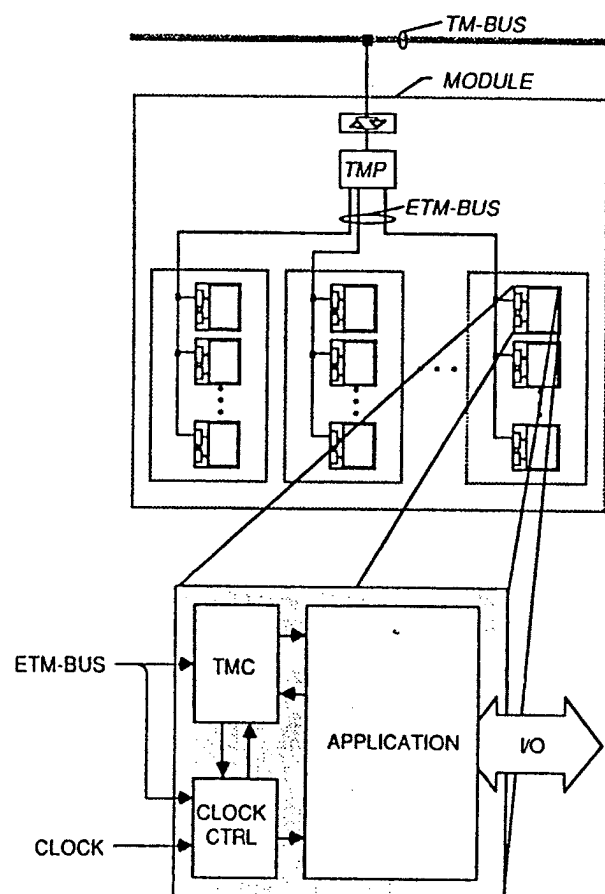 TM-BUS
MODULE
TMP
ETM-BUS
ETM-BUS
TMC
APPLICATION
I/O
CLOCK
CTRL
CLOCK